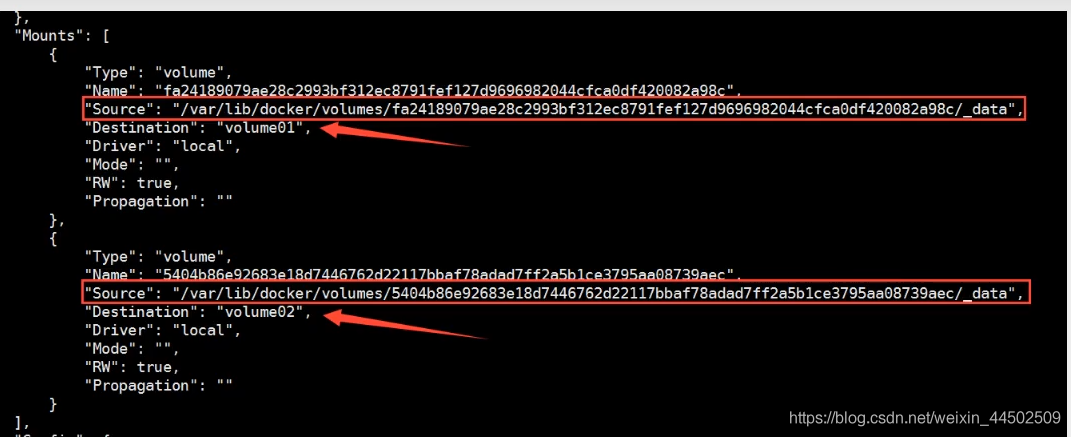 },
"Mounts": [
{
"Type": "volume",
"Name": "fa24189079ae28c2993bf312ec8791fef127d9696982044cfca0df420082a98c",
"Source": "/var/lib/docker/volumes/fa24189079ae28c2993bf312ec8791fef127d9696982044cfca0df420082a98c/_data",
"Destination": "volume01",
"Driver": "local",
"Mode": "",
"RW": true,
"Propagation": ""
},
{
"Type": "volume",
"Name": "5404b86e92683e18d7446762d22117bbaf78adad7ff2a5b1ce3795aa08739aec",
"Source": "/var/lib/docker/volumes/5404b86e92683e18d7446762d22117bbaf78adad7ff2a5b1ce3795aa08739aec/_data",
"Destination": "volume02",
"Driver": "local",
"Mode": "",
"RW": true,
"Propagation": ""
}
],
https://blog.csdn.net/weixin_44502509